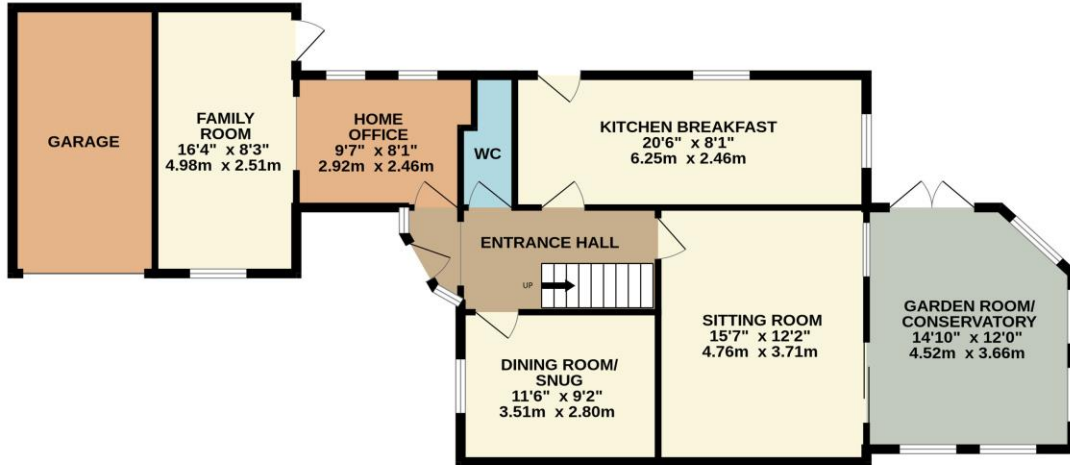 GARAGE
FAMILY
ROOM
16'4" x 8'3"
4.98m x 2.51m
HOME
OFFICE
9'7" x 8'1"
2.92m x 2.46m
WC
KITCHEN BREAKFAST
20'6" x 8'1"
6.25m x 2.46m
ENTRANCE HALL
UP
DINING ROOM/
SNUG
11'6" x 9'2"
3.51m x 2.80m
SITTING ROOM
15'7" x 12'2"
4.76m x 3.71m
GARDEN ROOM/
CONSERVATORY
14'10" x 12'0"
4.52m x 3.66m